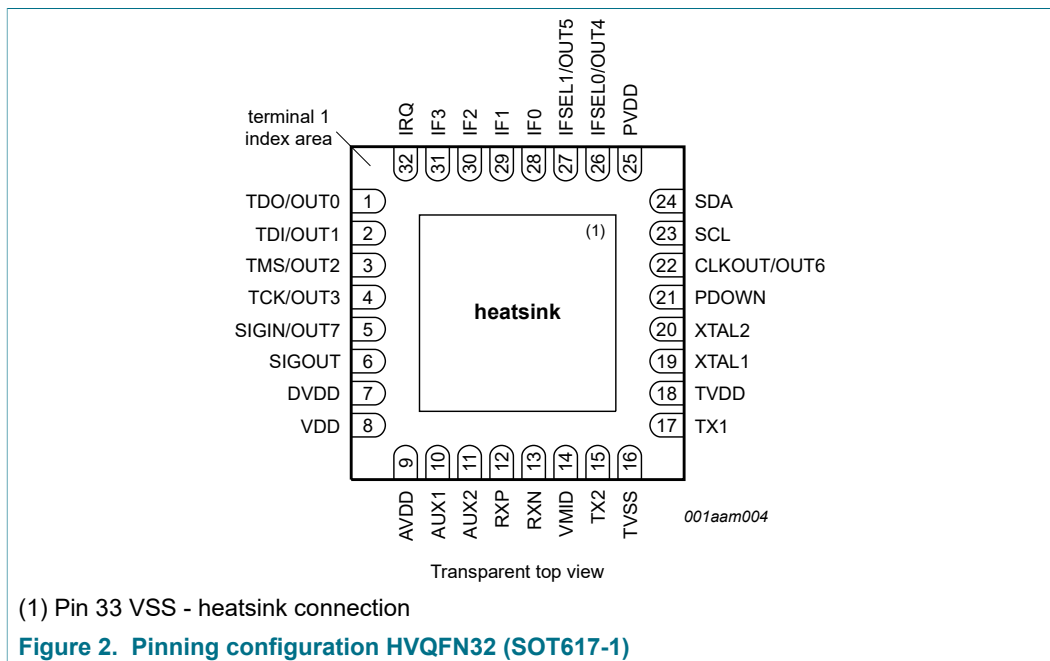 terminal 1
index area
IRQ
IF3
IF2
IF1
IF0
IFSEL1/OUT5
IFSEL0/OUT4
PVDD
32
31
30
29
28
27
26
25
TDO/OUT0 1
TDI/OUT1 2
TMS/OUT2 3
TCK/OUT3 4
SIGIN/OUT7 5
SIGOUT 6
DVDD 7
VDD 8
(1)
heatsink
24 SDA
23 SCL
22 CLKOUT/OUT6
21 PDOWN
20 XTAL2
19 XTAL1
18 TVDD
17 TX1
9
10
11
12
13
14
15
16
AVDD
AUX1
AUX2
RXP
RXN
VMID
TX2
TVSS
001aam004
Transparent top view
(1) Pin 33 VSS - heatsink connection
Figure 2. Pinning configuration HVQFN32 (SOT617-1)